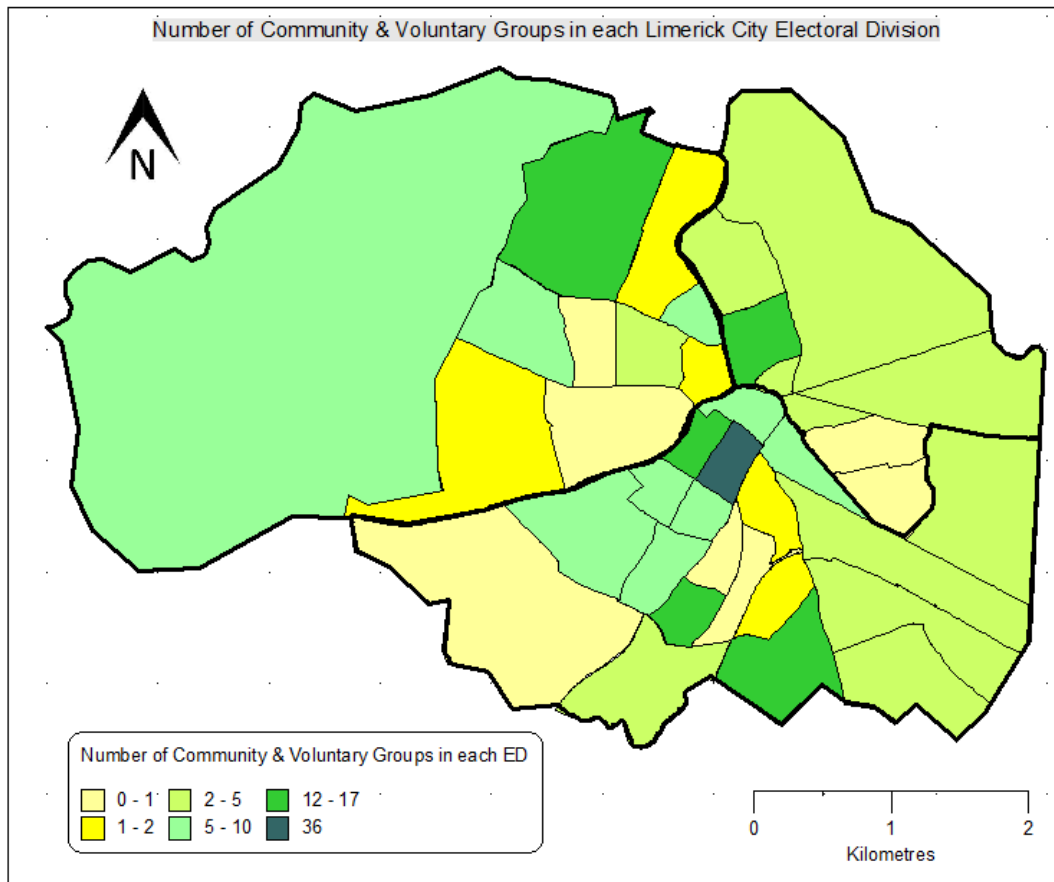 Number of Community & Voluntary Groups in each Limerick City Electoral Division
N
Number of Community & Voluntary Groups in each ED
0 - 1 2 - 5 12 - 17
1 - 2 5 - 10 36
0 1 2
Kilometres